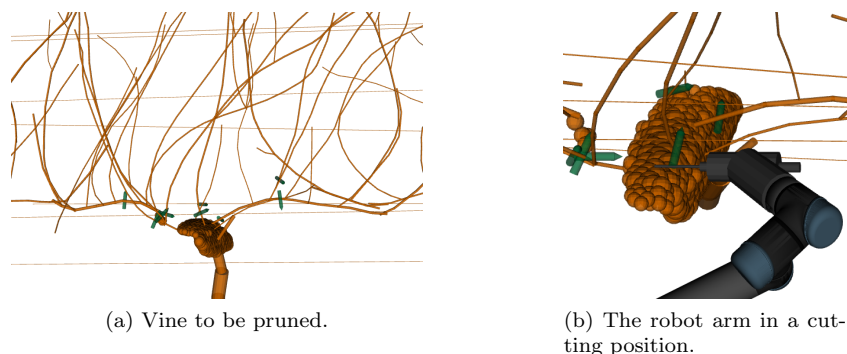 (a) Vine to be pruned.
(b) The robot arm in a cut-
ting position.